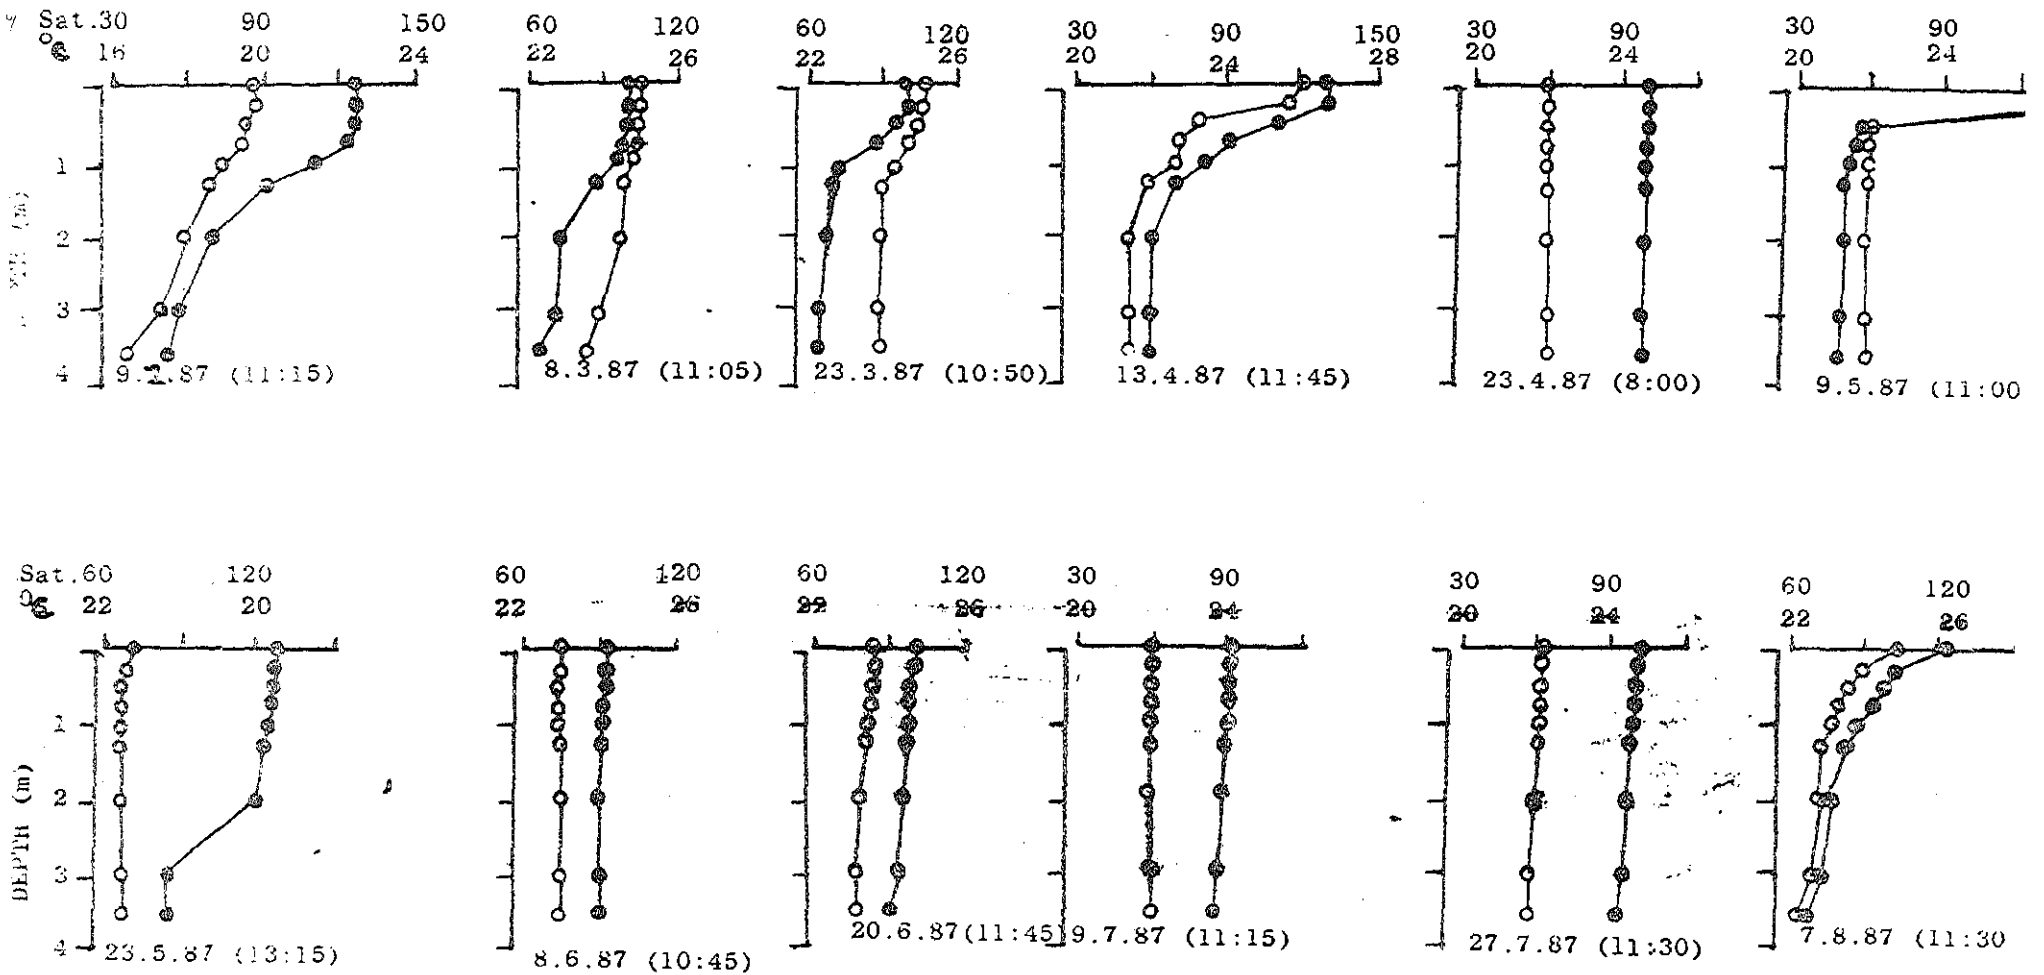 Sat.30 90 150 60 120 60 120 30 90 150 30 90 30 90
16 20 24 22 26 22 26 20 24 28 20 24 20 24
1
2
3
4
9. .87 (11:15) 8.3.87 (11:05) 23.3.87 (10:50) 13.4.87 (11:45) 23.4.87 (8:00) 9.5.87 (11:00
Sat.60 120 60 120 60 120 30 90 30 90 60 120
22 20 22 26 22 26 20 24 20 24 22 26
1
2
3
4
DEPTH (m)
23.5.87 (13:15) 8.6.87 (10:45) 20.6.87(11:45) 9.7.87 (11:15) 27.7.87 (11:30) 7.8.87 (11:30